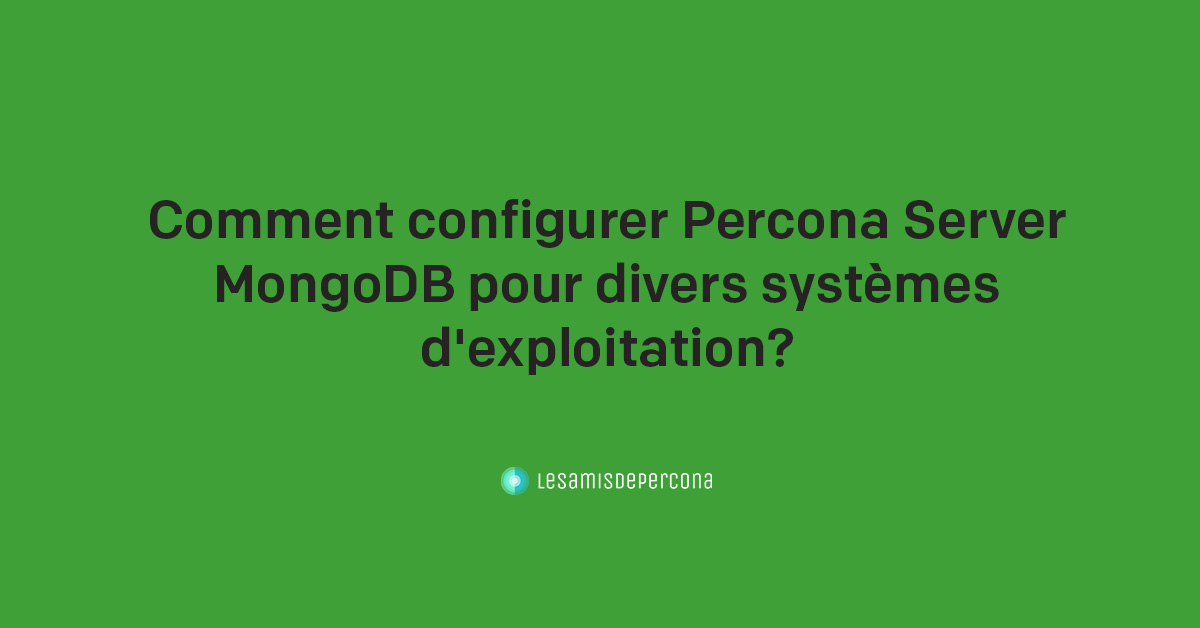 Comment configurer Percona Server
MongoDB pour divers systèmes
d'exploitation?
Lesamisdepercona